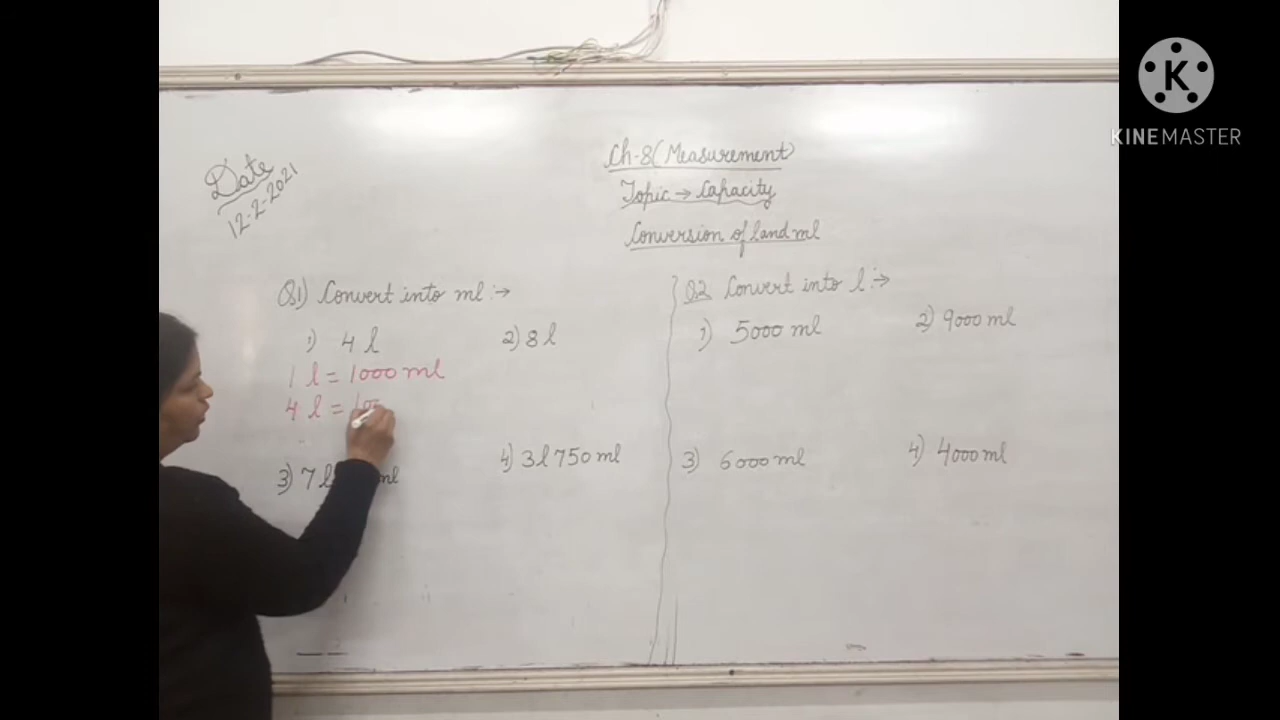 KINEMASTER
Date
12-2-2021
Ch-8(Measurement)
Topic → Capacity
Conversion of l and ml
Q1) Convert into ml:→
1) 4 l
2) 8 l
1 l = 1000 ml
4 l =
3) 7 l
ml
4) 3 l 750 ml
Q.2 Convert into l:→
1) 5000 ml
2) 9000 ml
3) 6000 ml
4) 4000 ml